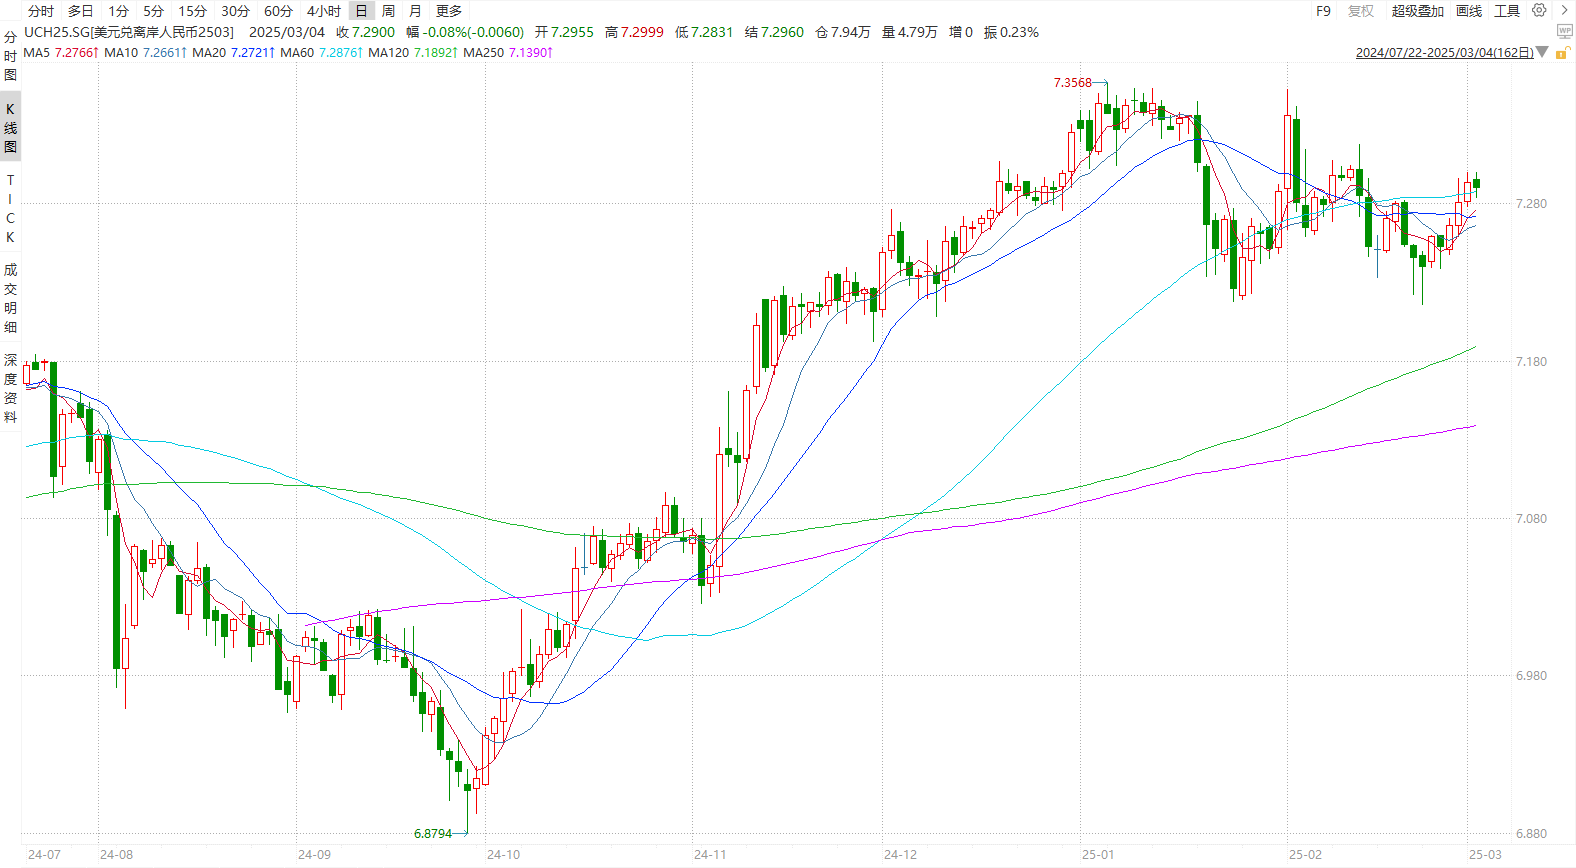 分时 多日 1分 5分 15分 30分 60分 4小时 日 周 月 更多 F9 复权 超级叠加 画线 工具
UCH25.SG[美元兑离岸人民币2503] 2025/03/04 收 7.2900 幅 -0.08%(-0.0060) 开 7.2955 高 7.2999 低 7.2831 结 7.2960 仓 7.94万 量 4.79万 增 0 振 0.23%
WP
MA5 7.2766↑ MA10 7.2661↑ MA20 7.2721↑ MA60 7.2876↑ MA120 7.1892↑ MA250 7.1390↑
2024/07/22-2025/03/04(162日)
分时图
K线图
TICK
成交明细
深度资料
7.3568
7.280
7.180
7.080
6.980
6.880
6.8794
24-07 24-08 24-09 24-10 24-11 24-12 25-01 25-02 25-03